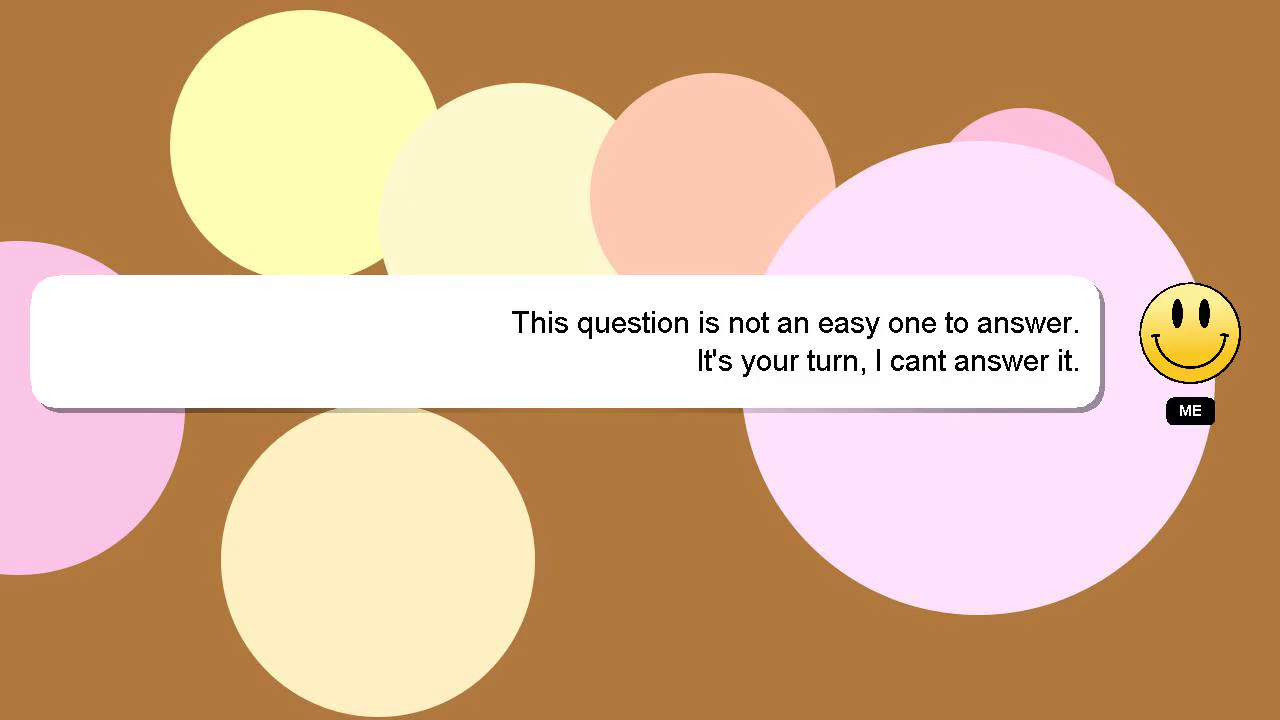 This question is not an easy one to answer.
It's your turn, I cant answer it.
ME